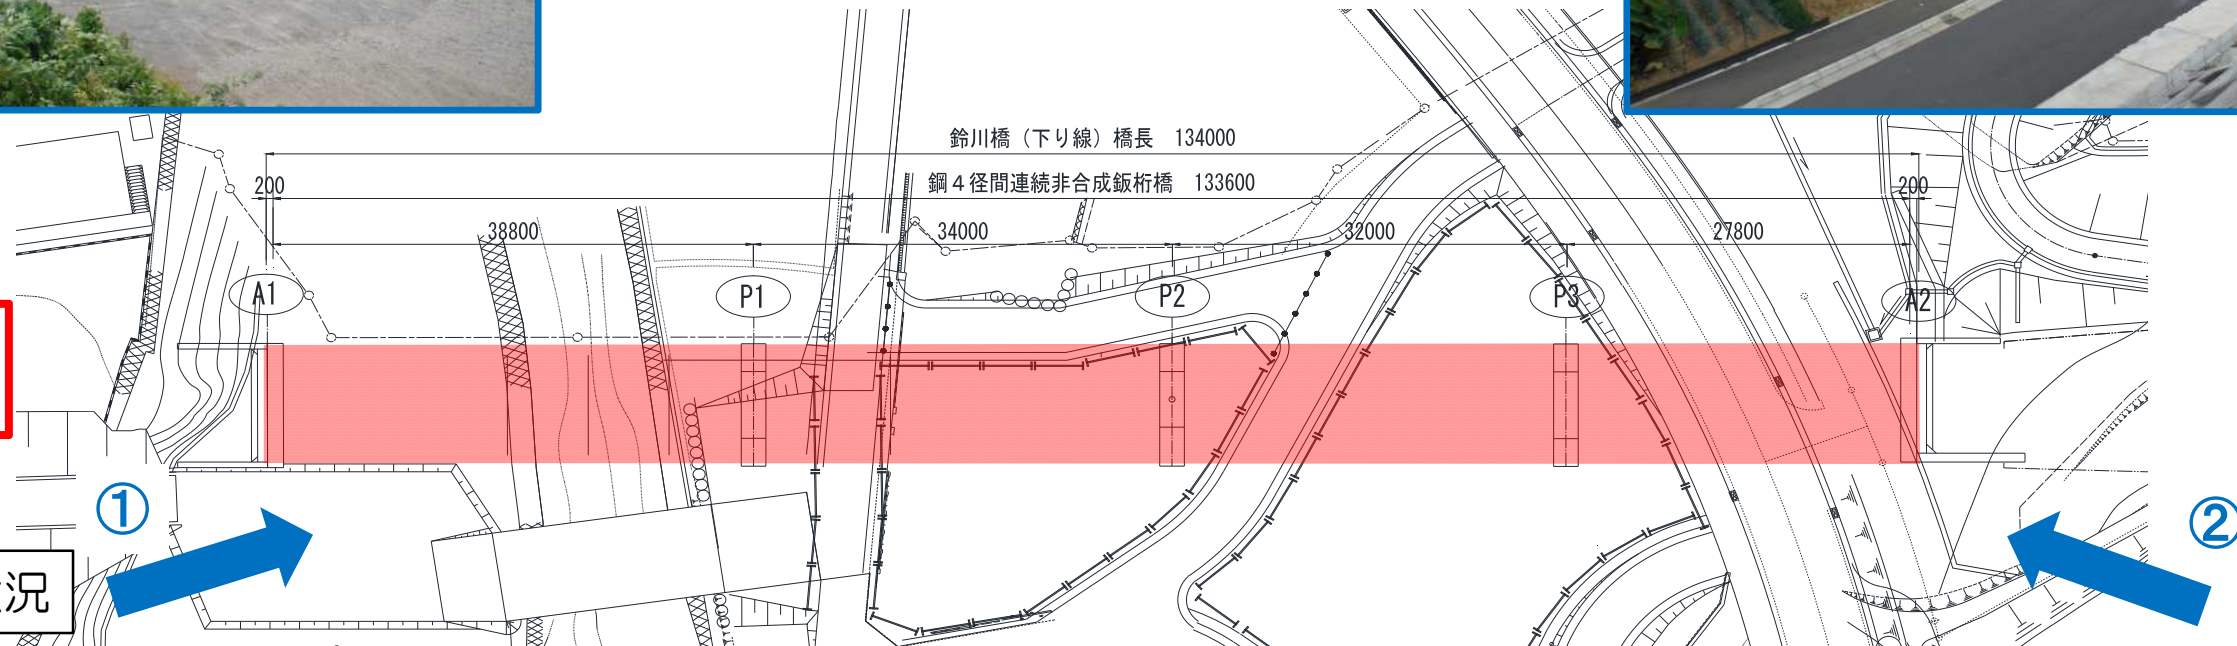 鈴川橋（下り線）橋長 134000
200 鋼４径間連続非合成鈑桁橋 133600 200
38800 34000 32000 27800
A1 P1 P2 P3 A2
① ②
況